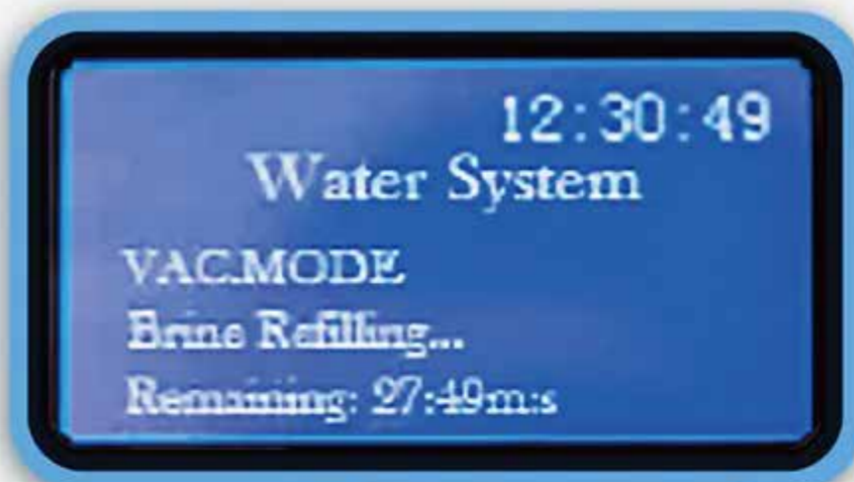 12:30:49
Water System
VAC.MODE
Brine Refilling...
Remaining: 27:49m:s